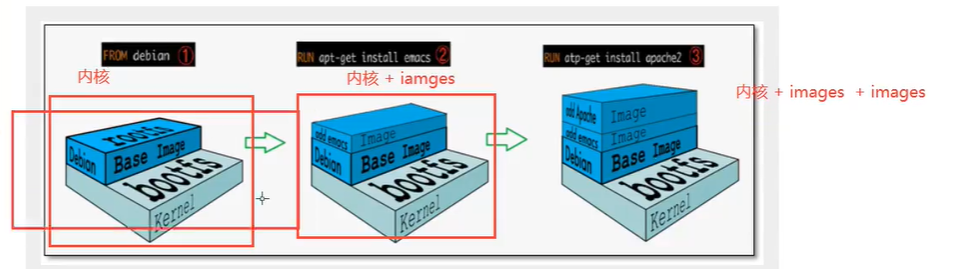 FROM debian ①
RUN apt-get install emacs ②
RUN atp-get install apache2 ③
内核
内核 + iamges
内核 + images + images
rootfs
Debian
Base Image
bootfs
Kernel
add emacs
Image
Debian
Base Image
bootfs
Kernel
add Apache
Image
add emacs
Image
Debian
Base Image
bootfs
Kernel